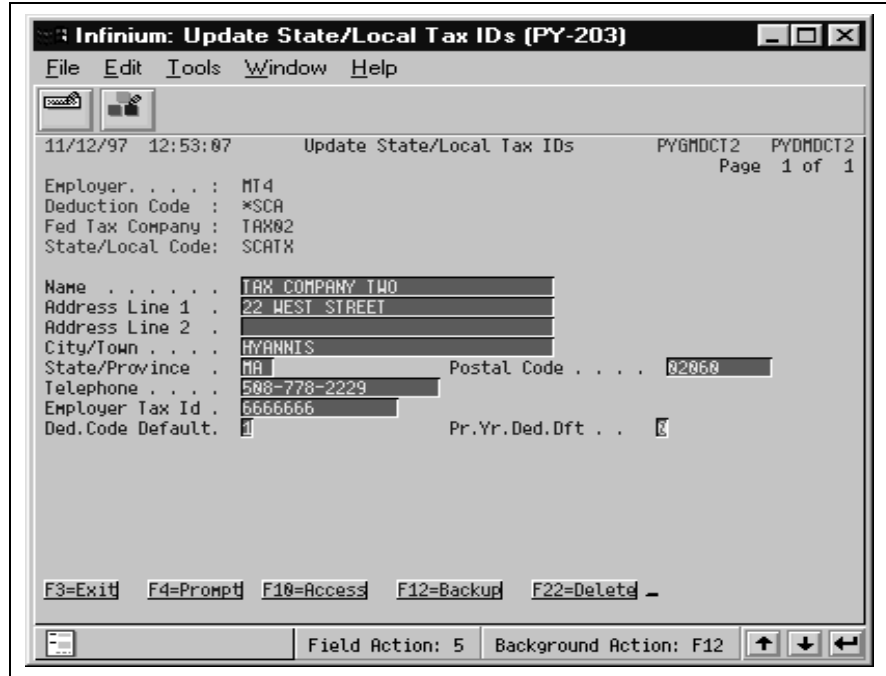 Infinium: Update State/Local Tax IDs (PY-203)
File Edit Tools Window Help
11/12/97 12:53:07 Update State/Local Tax IDs PYGMDCT2 PYDMDCT2
Page 1 of 1
Employer. . . . : MT4
Deduction Code : *SCA
Fed Tax Company : TAX02
State/Local Code: SCATX
Name . . . . . . TAX COMPANY TWO
Address Line 1 . 22 WEST STREET
Address Line 2 .
City/Town . . . . HYANNIS
State/Province . MA Postal Code . . . . 02060
Telephone . . . . 508-778-2229
Employer Tax Id . 6666666
Ded.Code Default. 1 Pr.Yr.Ded.Dft . . 2
F3=Exit F4=Prompt F10=Access F12=Backup F22=Delete
Field Action: 5 Background Action: F12